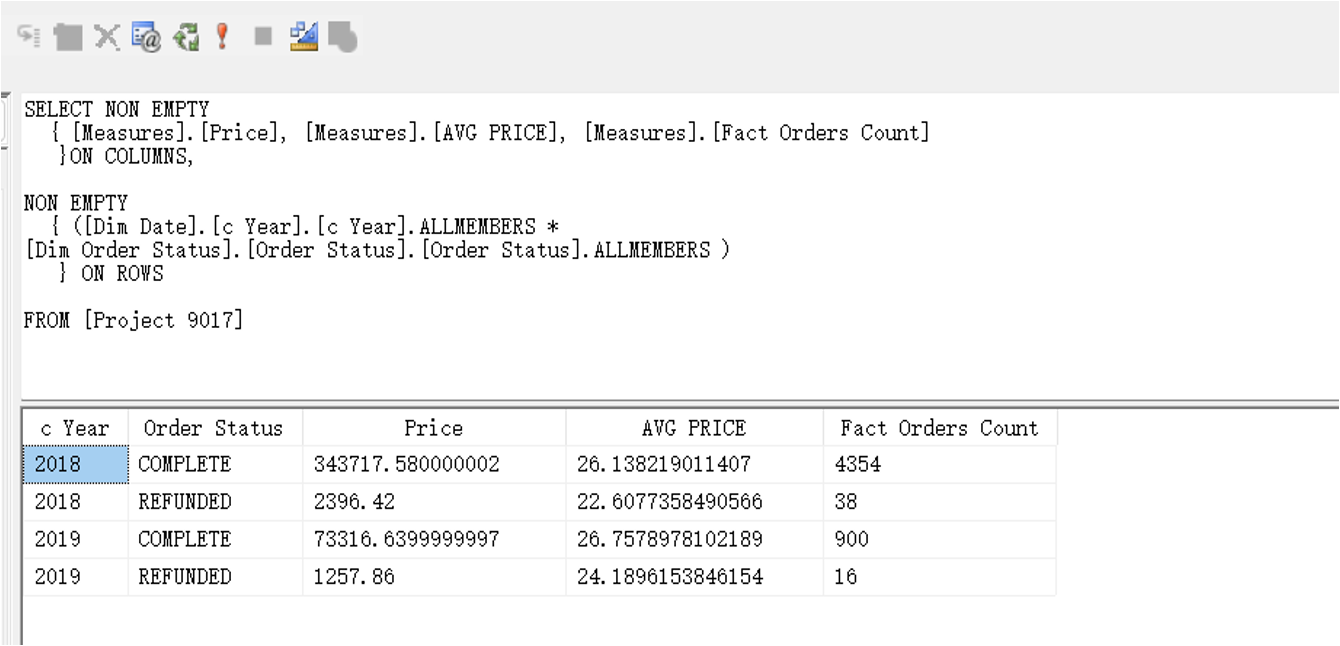 SELECT NON EMPTY
{ [Measures].[Price], [Measures].[AVG PRICE], [Measures].[Fact Orders Count]
}ON COLUMNS,
NON EMPTY
{ ([Dim Date].[c Year].[c Year].ALLMEMBERS *
[Dim Order Status].[Order Status].[Order Status].ALLMEMBERS )
} ON ROWS
FROM [Project 9017]
c Year Order Status Price AVG PRICE Fact Orders Count
2018 COMPLETE 343717.580000002 26.138219011407 4354
2018 REFUNDED 2396.42 22.6077358490566 38
2019 COMPLETE 73316.6399999997 26.7578978102189 900
2019 REFUNDED 1257.86 24.1896153846154 16